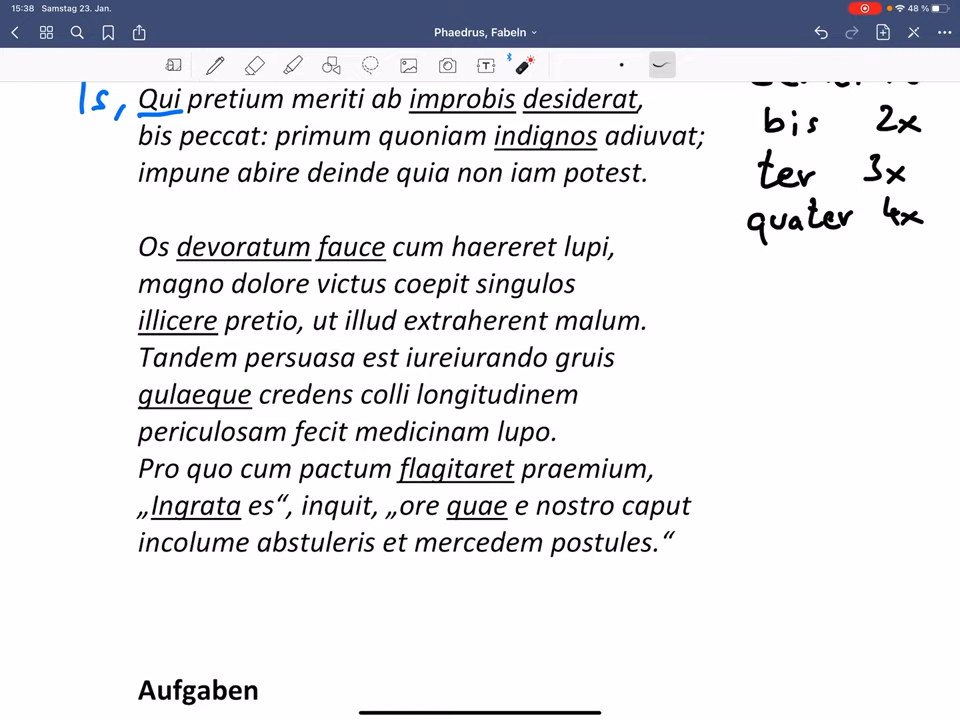 15:38 Samstag 23. Jan.
48 %
Phaedrus, Fabeln
Is, Qui pretium meriti ab improbis desiderat,
bis peccat: primum quoniam indignos adiuvat;
impune abire deinde quia non iam potest.
bis 2x
ter 3x
quater 4x
Os devoratum fauce cum haereret lupi,
magno dolore victus coepit singulos
illicere pretio, ut illud extraherent malum.
Tandem persuasa est iureiurando gruis
gulaeque credens colli longitudinem
periculosam fecit medicinam lupo.
Pro quo cum pactum flagitaret praemium,
„Ingrata es“, inquit, „ore quae e nostro caput
incolume abstuleris et mercedem postules.“
Aufgaben